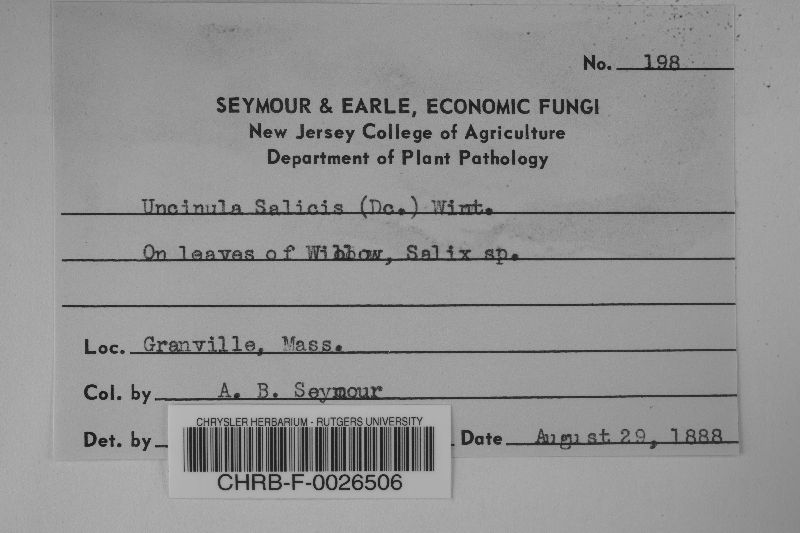 No. 198
SEYMOUR & EARLE, ECONOMIC FUNGI
New Jersey College of Agriculture
Department of Plant Pathology
Uncinula Salicis (Dc.) Wint.
On leaves of Willow, Salix sp.
Loc. Granville, Mass.
Col. by A. B. Seymour
Det. by
Date August 29, 1888
CHRYSLER HERBARIUM - RUTGERS UNIVERSITY
CHRB-F-0026506